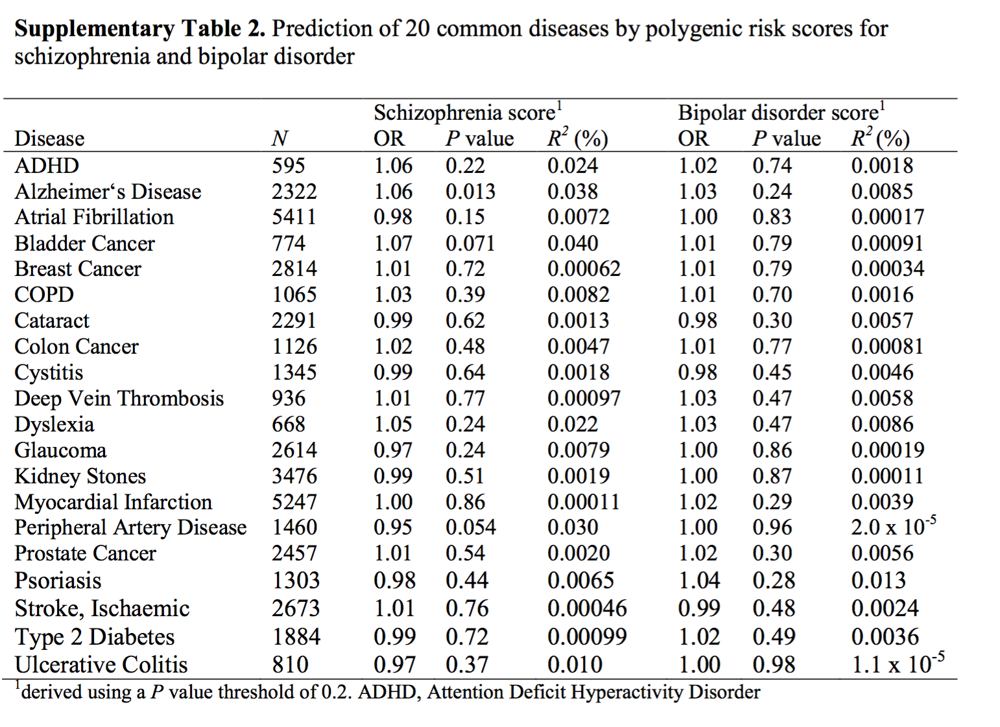 Supplementary Table 2. Prediction of 20 common diseases by polygenic risk scores for
schizophrenia and bipolar disorder
Schizophrenia score¹ Bipolar disorder score¹
Disease N OR P value R² (%) OR P value R² (%)
ADHD 595 1.06 0.22 0.024 1.02 0.74 0.0018
Alzheimer‘s Disease 2322 1.06 0.013 0.038 1.03 0.24 0.0085
Atrial Fibrillation 5411 0.98 0.15 0.0072 1.00 0.83 0.00017
Bladder Cancer 774 1.07 0.071 0.040 1.01 0.79 0.00091
Breast Cancer 2814 1.01 0.72 0.00062 1.01 0.79 0.00034
COPD 1065 1.03 0.39 0.0082 1.01 0.70 0.0016
Cataract 2291 0.99 0.62 0.0013 0.98 0.30 0.0057
Colon Cancer 1126 1.02 0.48 0.0047 1.01 0.77 0.00081
Cystitis 1345 0.99 0.64 0.0018 0.98 0.45 0.0046
Deep Vein Thrombosis 936 1.01 0.77 0.00097 1.03 0.47 0.0058
Dyslexia 668 1.05 0.24 0.022 1.03 0.47 0.0086
Glaucoma 2614 0.97 0.24 0.0079 1.00 0.86 0.00019
Kidney Stones 3476 0.99 0.51 0.0019 1.00 0.87 0.00011
Myocardial Infarction 5247 1.00 0.86 0.00011 1.02 0.29 0.0039
Peripheral Artery Disease 1460 0.95 0.054 0.030 1.00 0.96 2.0 x 10⁻⁵
Prostate Cancer 2457 1.01 0.54 0.0020 1.02 0.30 0.0056
Psoriasis 1303 0.98 0.44 0.0065 1.04 0.28 0.013
Stroke, Ischaemic 2673 1.01 0.76 0.00046 0.99 0.48 0.0024
Type 2 Diabetes 1884 0.99 0.72 0.00099 1.02 0.49 0.0036
Ulcerative Colitis 810 0.97 0.37 0.010 1.00 0.98 1.1 x 10⁻⁵
¹derived using a P value threshold of 0.2. ADHD, Attention Deficit Hyperactivity Disorder